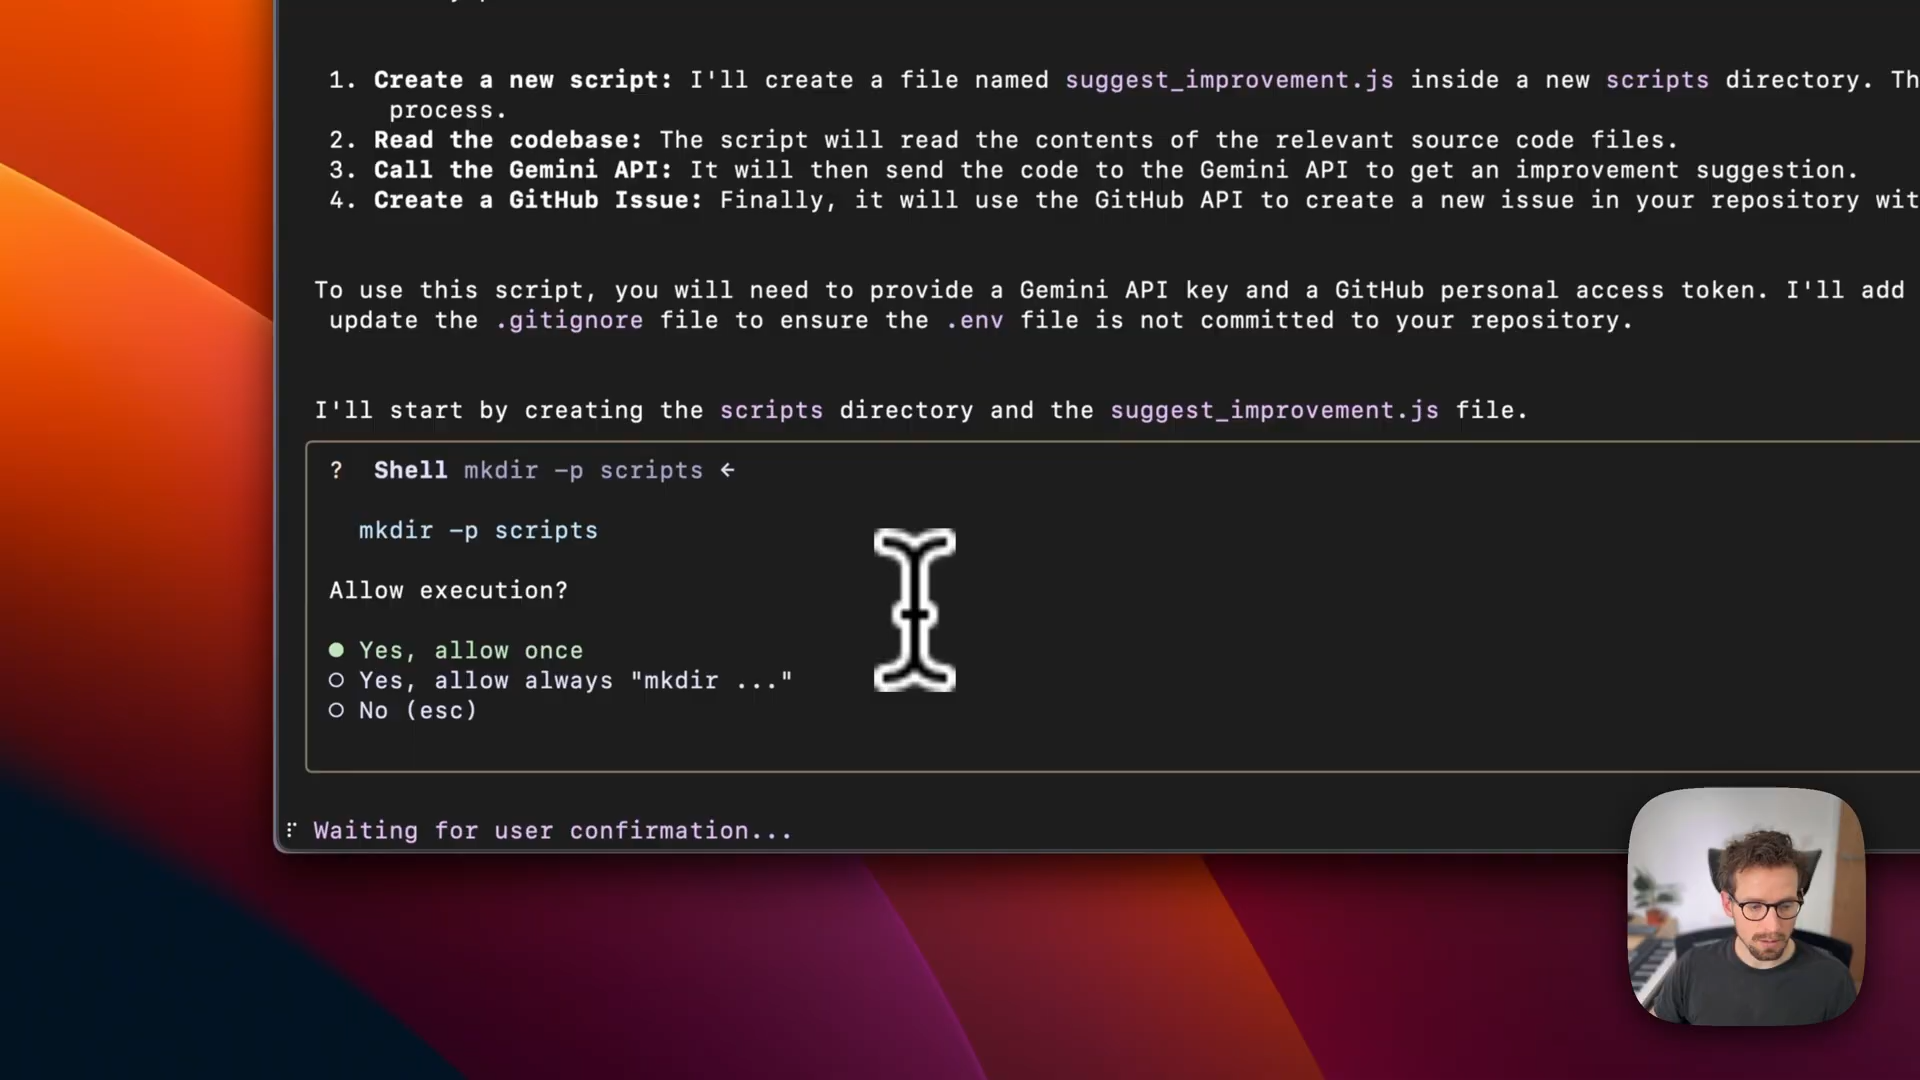 1. Create a new script: I'll create a file named suggest_improvement.js inside a new scripts directory. Th
process.
2. Read the codebase: The script will read the contents of the relevant source code files.
3. Call the Gemini API: It will then send the code to the Gemini API to get an improvement suggestion.
4. Create a GitHub Issue: Finally, it will use the GitHub API to create a new issue in your repository wit
To use this script, you will need to provide a Gemini API key and a GitHub personal access token. I'll add
update the .gitignore file to ensure the .env file is not committed to your repository.
I'll start by creating the scripts directory and the suggest_improvement.js file.
? Shell mkdir -p scripts ←
mkdir -p scripts
Allow execution?
● Yes, allow once
○ Yes, allow always "mkdir ..."
○ No (esc)
⠏ Waiting for user confirmation...